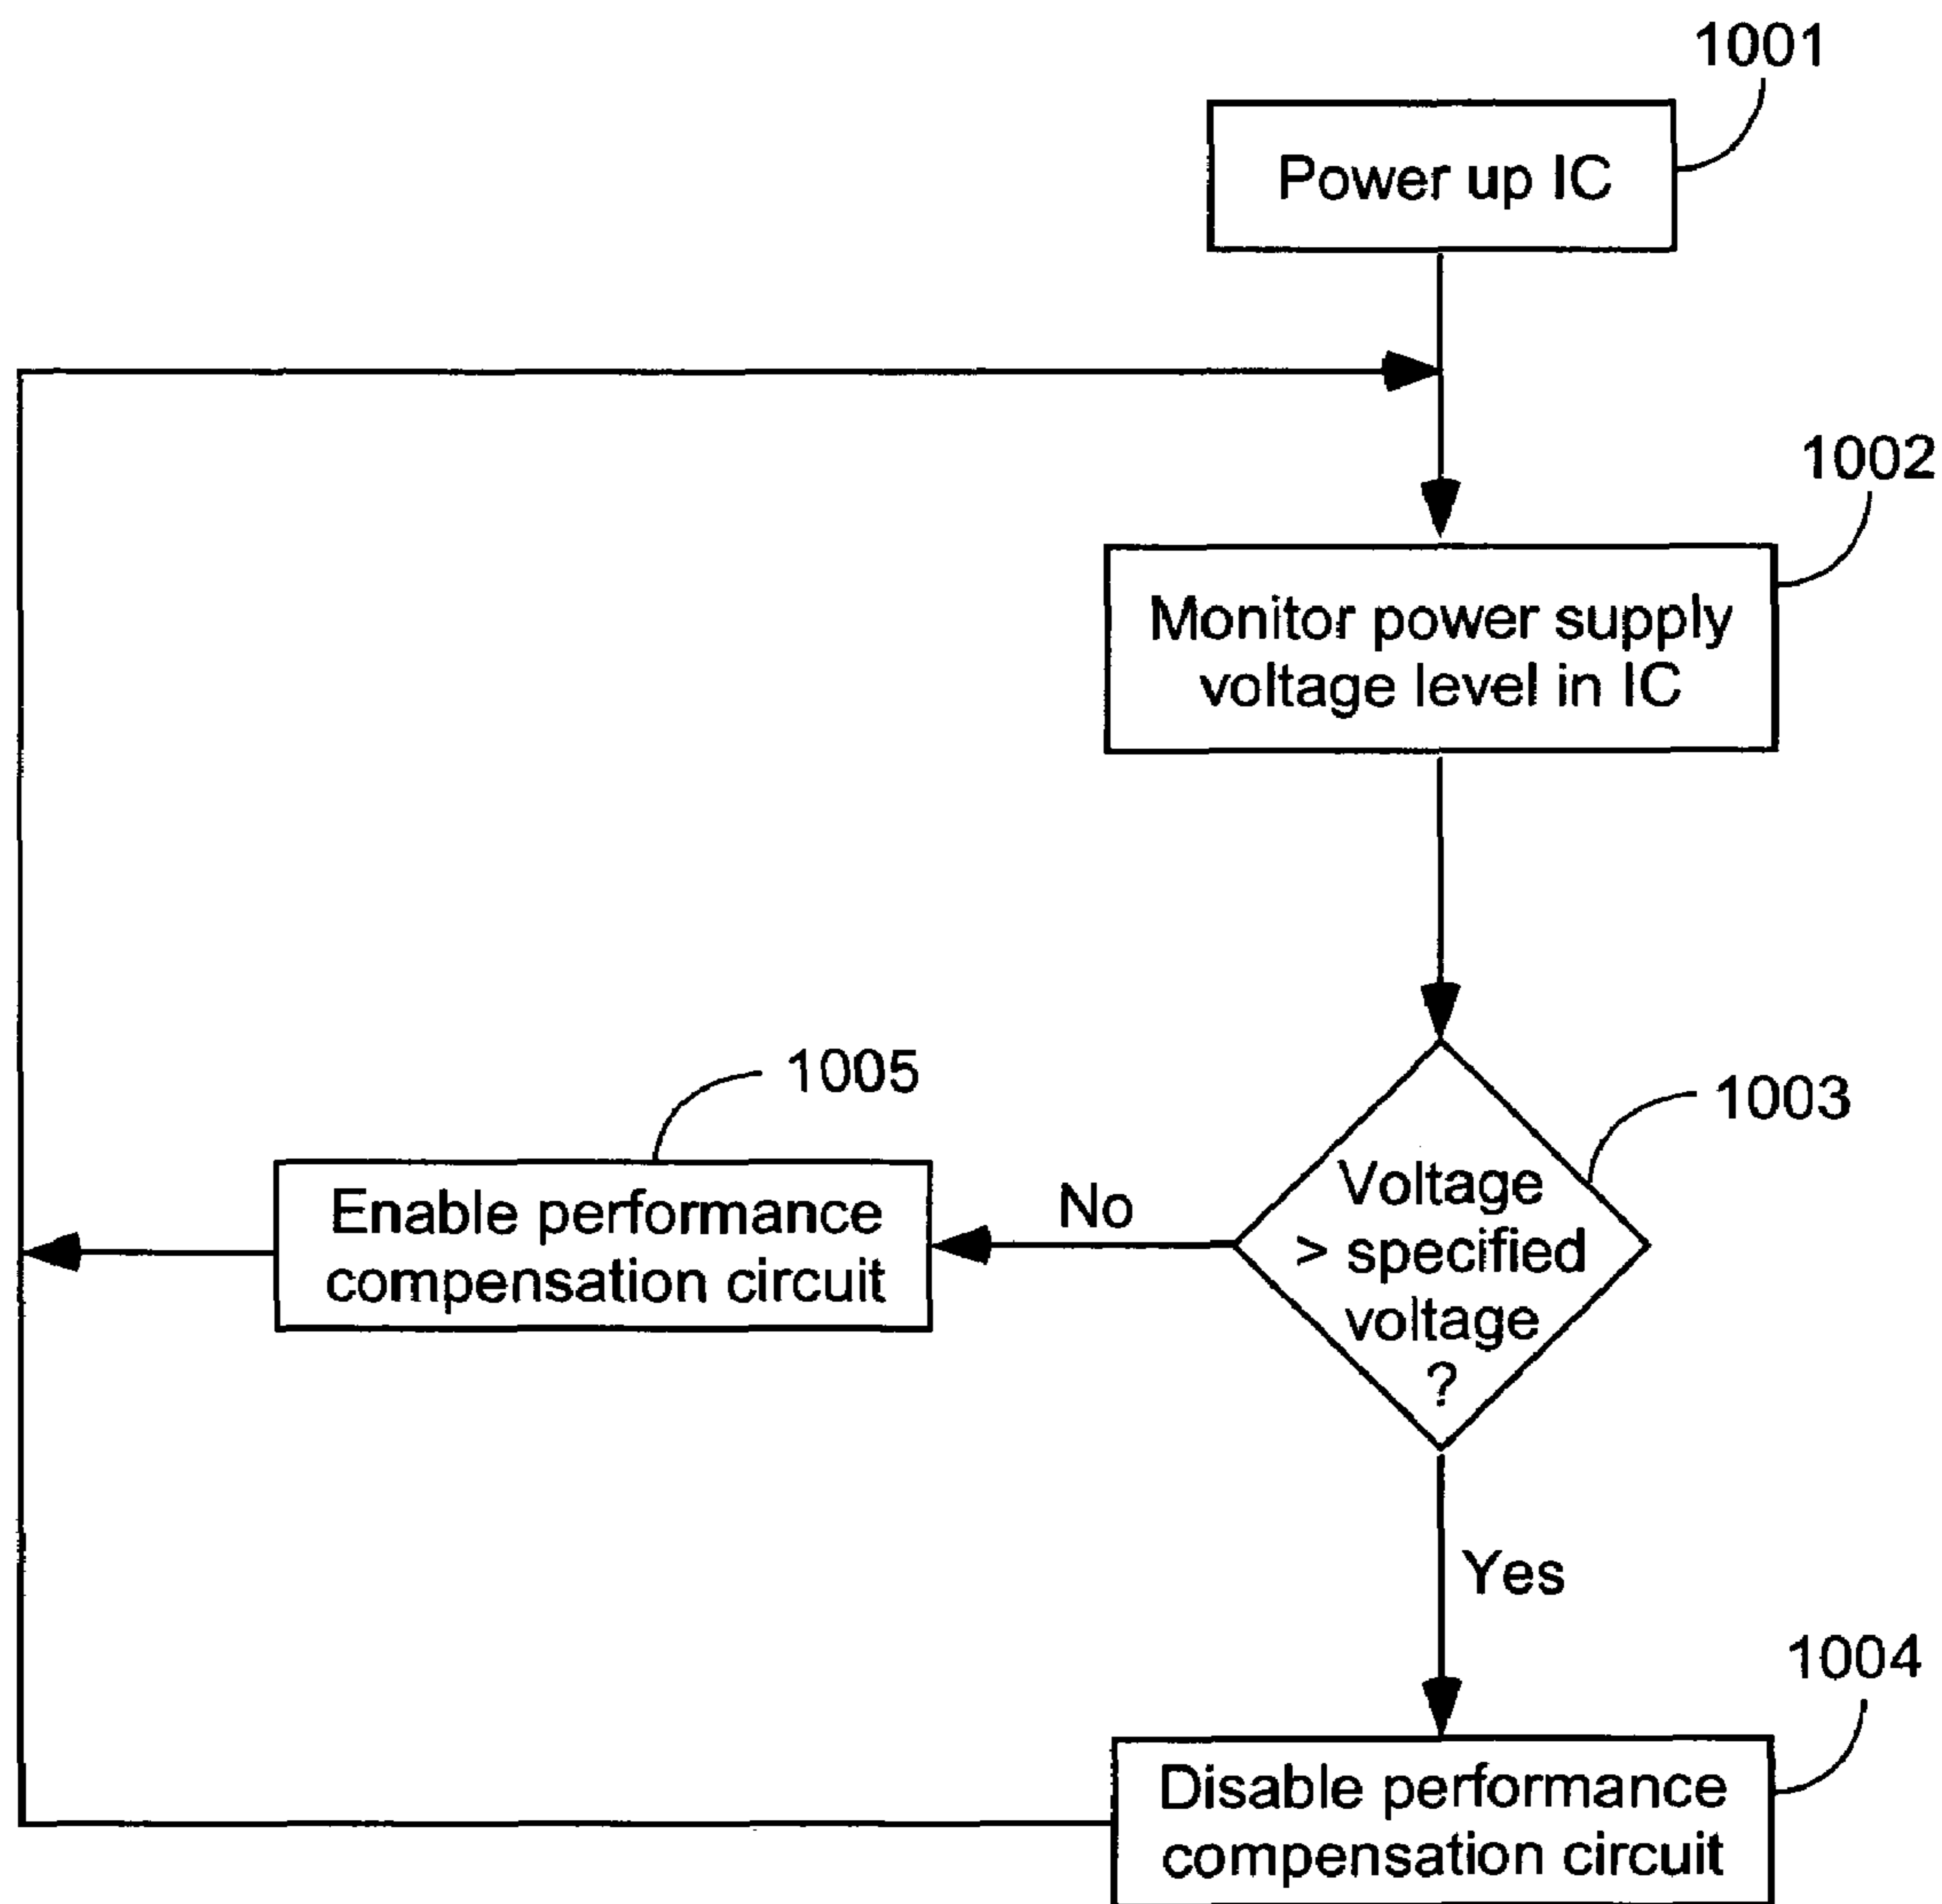 1001
Power up IC
1002
Monitor power supply
voltage level in IC
1005
1003
Enable performance
compensation circuit
No
Voltage
> specified
voltage
?
Yes
1004
Disable performance
compensation circuit